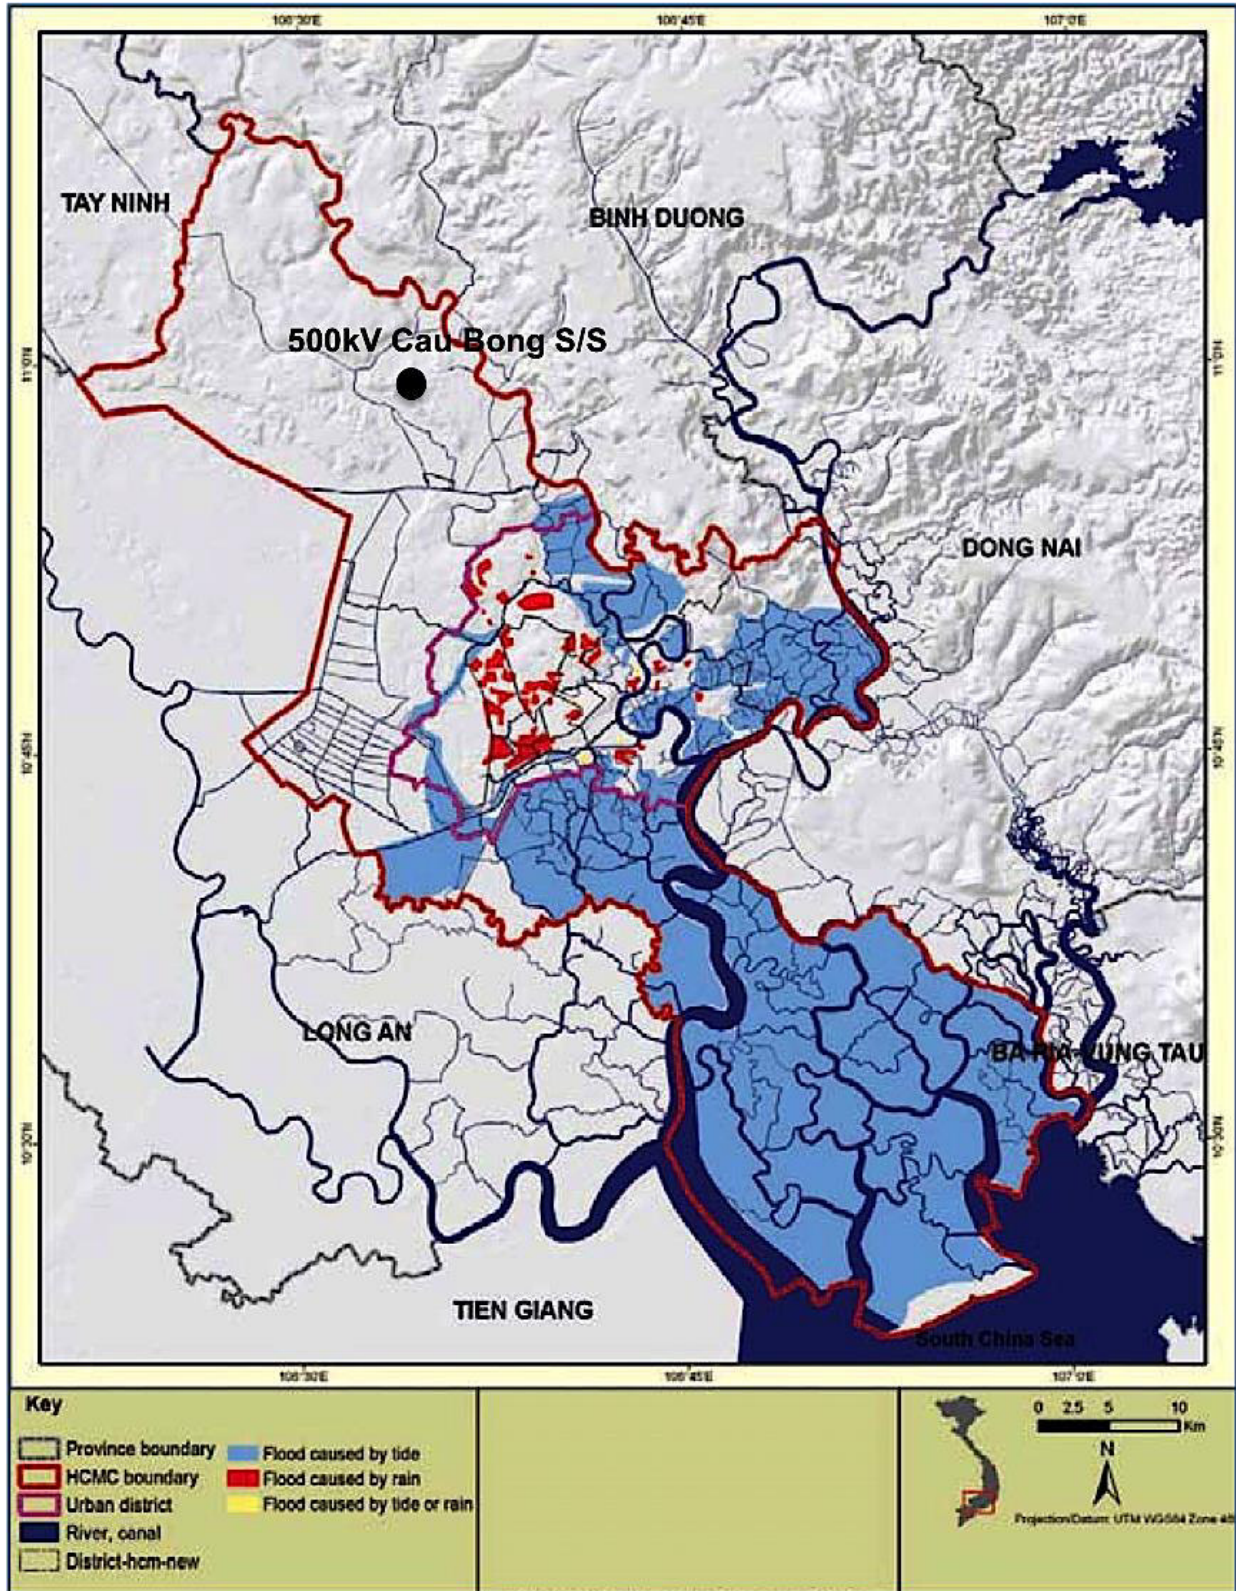 106°30'E 106°45'E 107°0'E
TAY NINH
BINH DUONG
500kV Cau Bong S/S
11°0'N 11°0'N
DONG NAI
10°45'N 10°45'N
LONG AN
BA RIA-VUNG TAU
10°30'N 10°30'N
TIEN GIANG
South China Sea
106°30'E 106°45'E 107°0'E
Key
Province boundary
HCMC boundary
Urban district
River, canal
District-hcm-new
Flood caused by tide
Flood caused by rain
Flood caused by tide or rain
0 2.5 5 10
Km
N
Projection/Datum: UTM WGS84 Zone 48